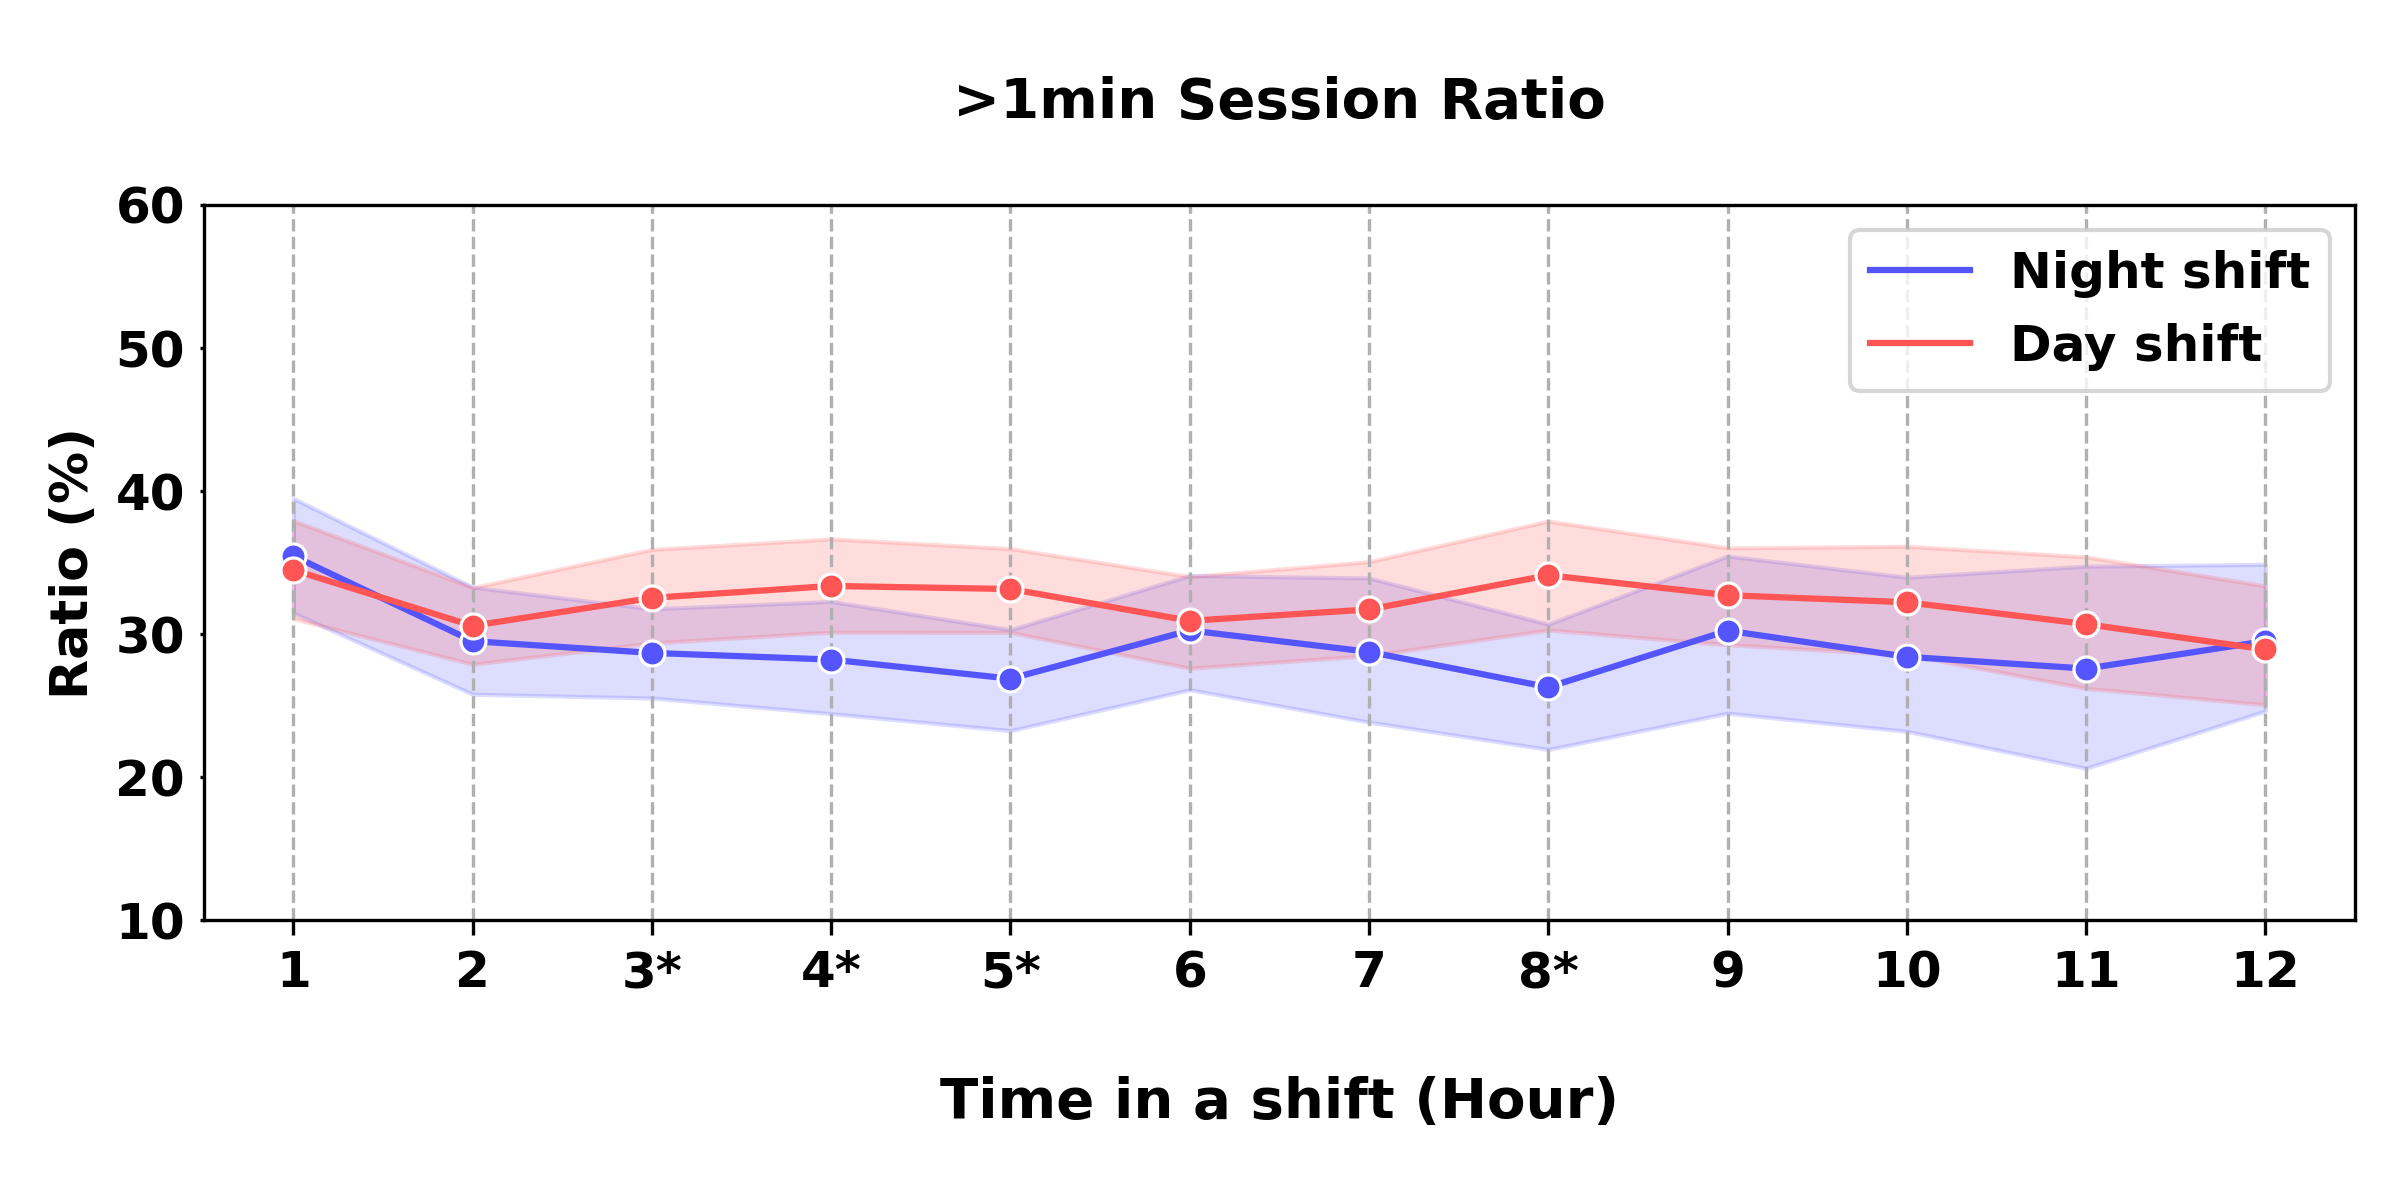 >1min Session Ratio
60
50
40
30
20
10
Ratio (%)
Night shift
Day shift
1 2 3* 4* 5* 6 7 8* 9 10 11 12
Time in a shift (Hour)